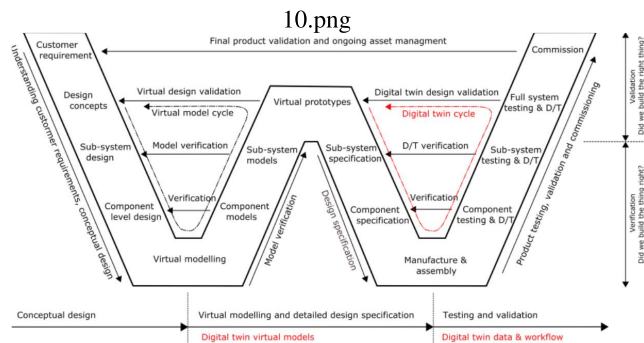 10.png
Customer
requirement
Final product validation and ongoing asset managment
Commission
Design
concepts
Virtual design validation
Virtual model cycle
Virtual prototypes
Digital twin design validation
Digital twin cycle
Full system
testing & D/T
Sub-system
design
Model verification
Sub-system
models
Sub-system
specification
D/T verification
Sub-system
testing & D/T
Component
level design
Verification
Component
models
Component
specification
Verification
Component
testing & D/T
Virtual modelling
Manufacture &
assembly
Understanding custormer requirements, conceptual design
Model verification
Design specification
Product testing, validation and commissioning
Validation
Did we build the right thing?
Verification
Did we build the thing right?
Conceptual design
Virtual modelling and detailed design specification
Testing and validation
Digital twin virtual models
Digital twin data & workflow